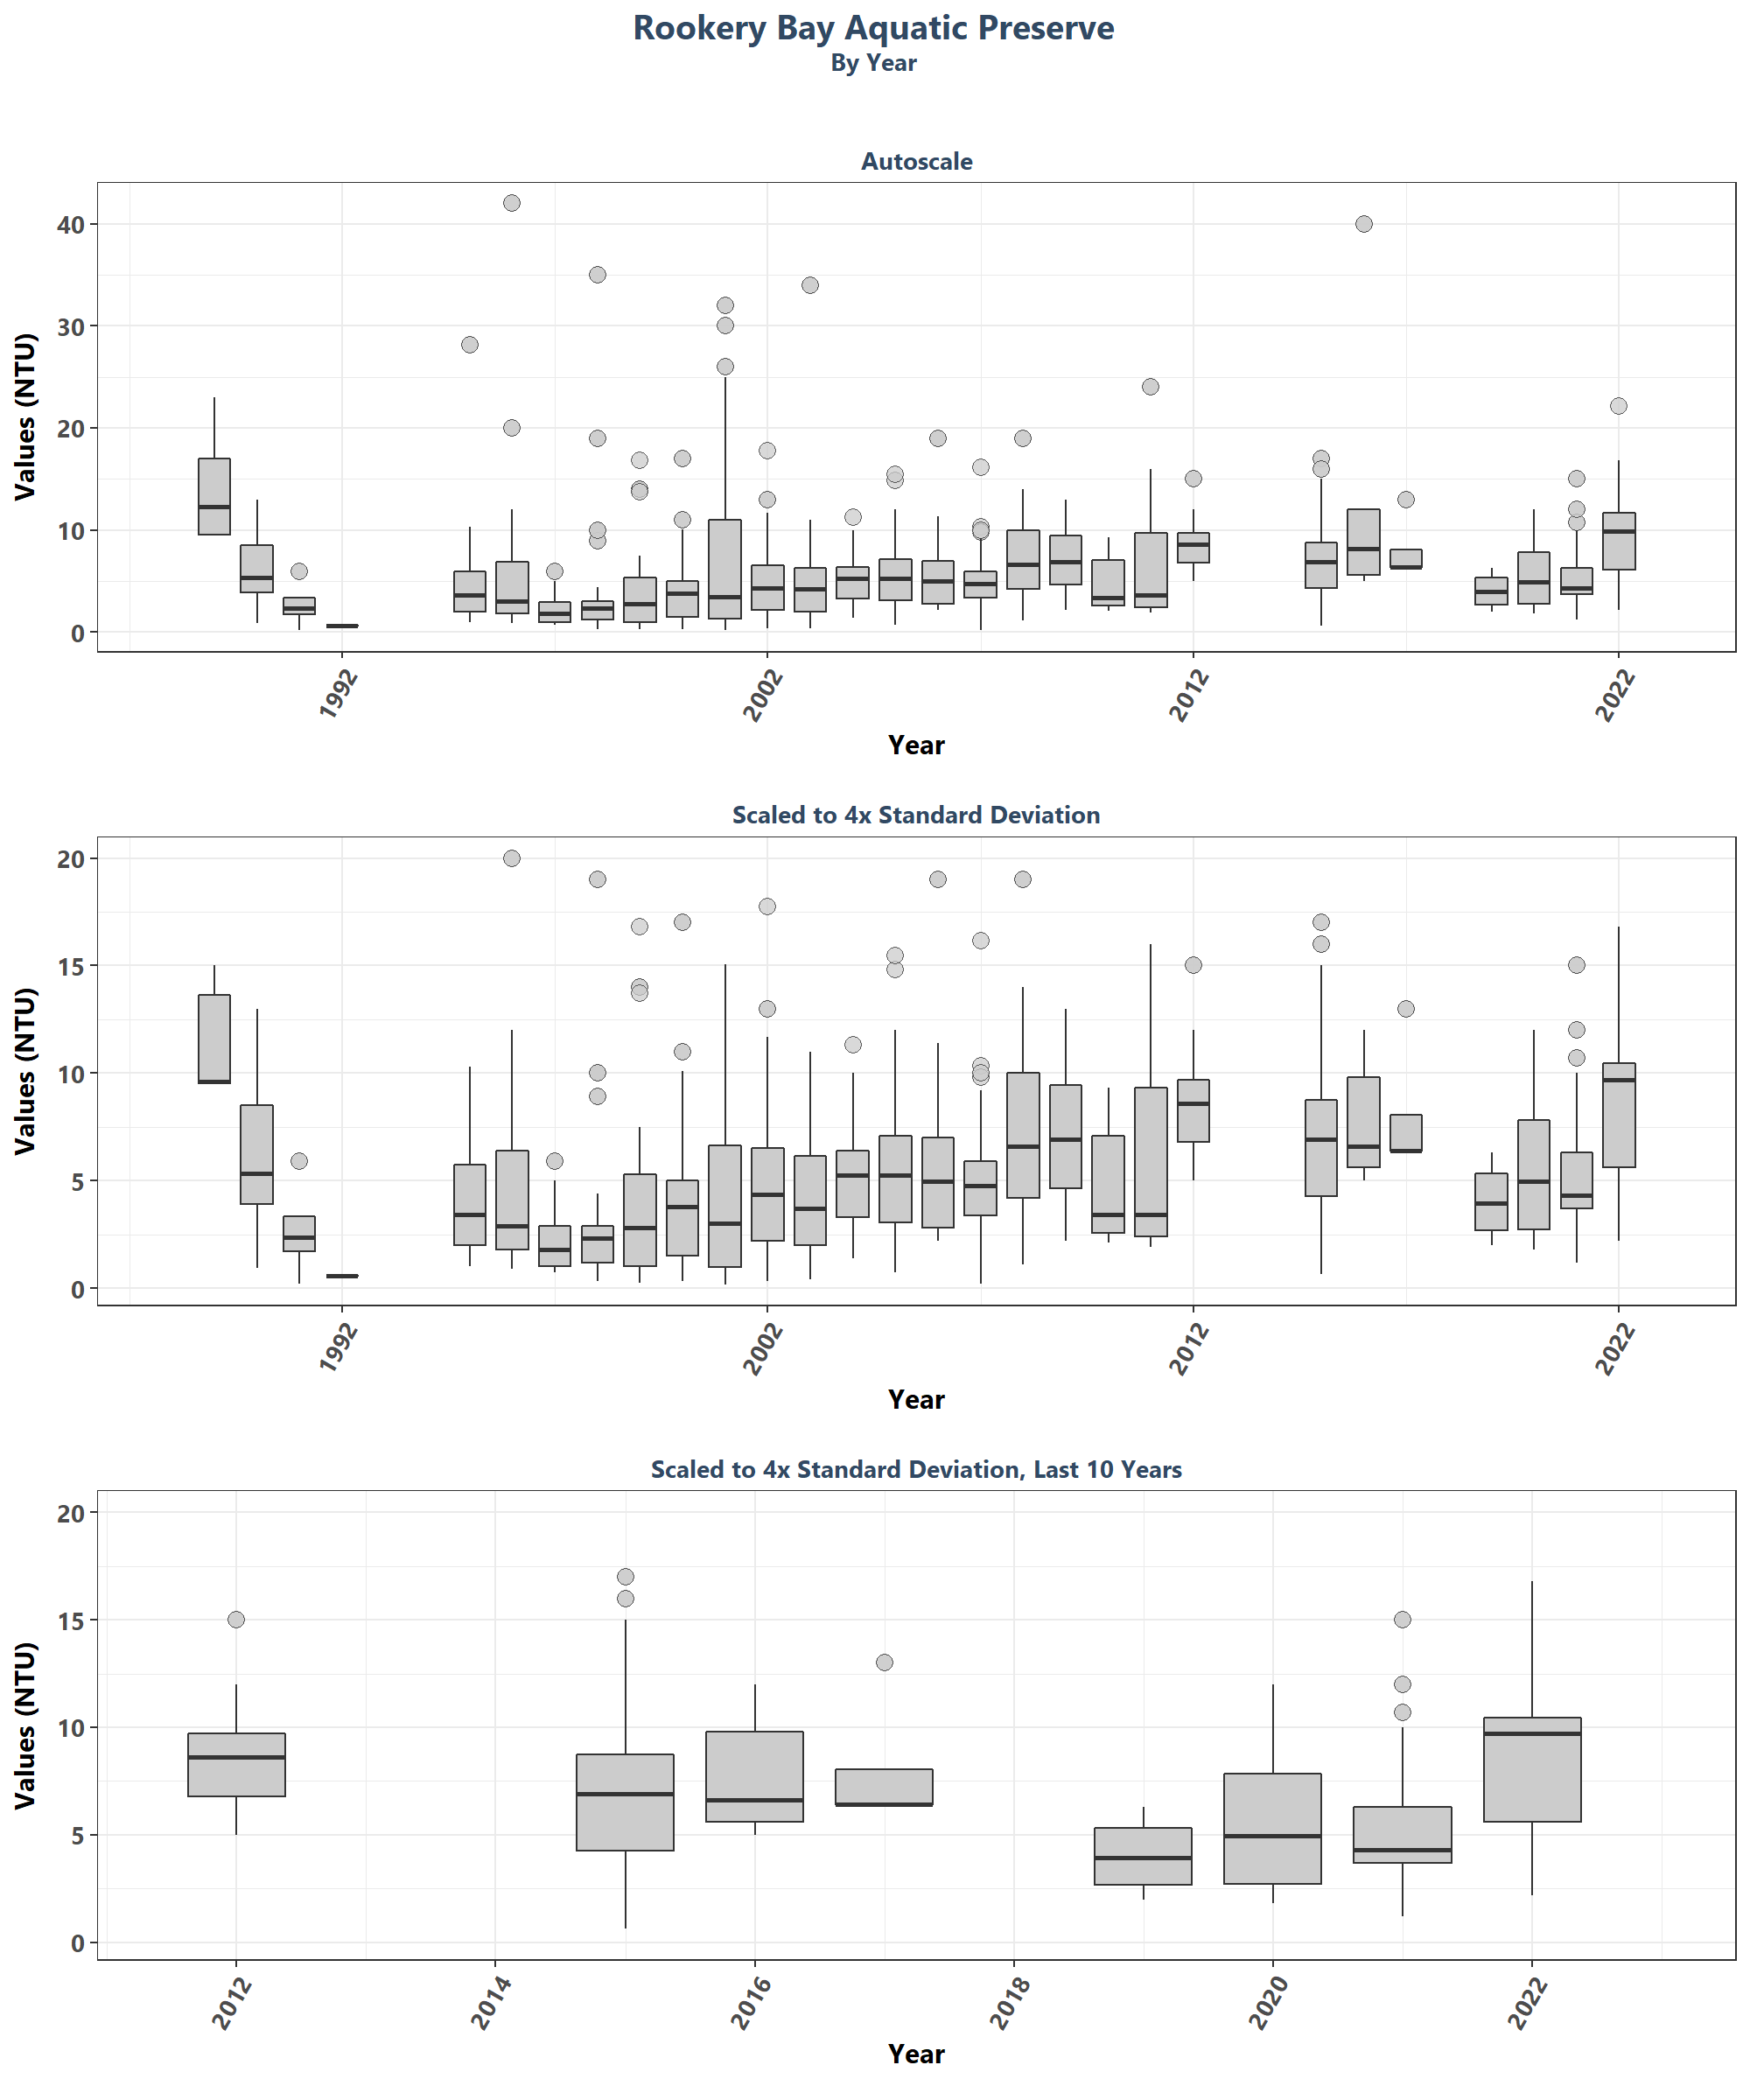 Rookery Bay Aquatic Preserve
By Year
Autoscale
Values (NTU)
40
30
20
10
0
1992
2002
2012
2022
Year
Scaled to 4x Standard Deviation
Values (NTU)
20
15
10
5
0
1992
2002
2012
2022
Year
Scaled to 4x Standard Deviation, Last 10 Years
Values (NTU)
20
15
10
5
0
2012
2014
2016
2018
2020
2022
Year